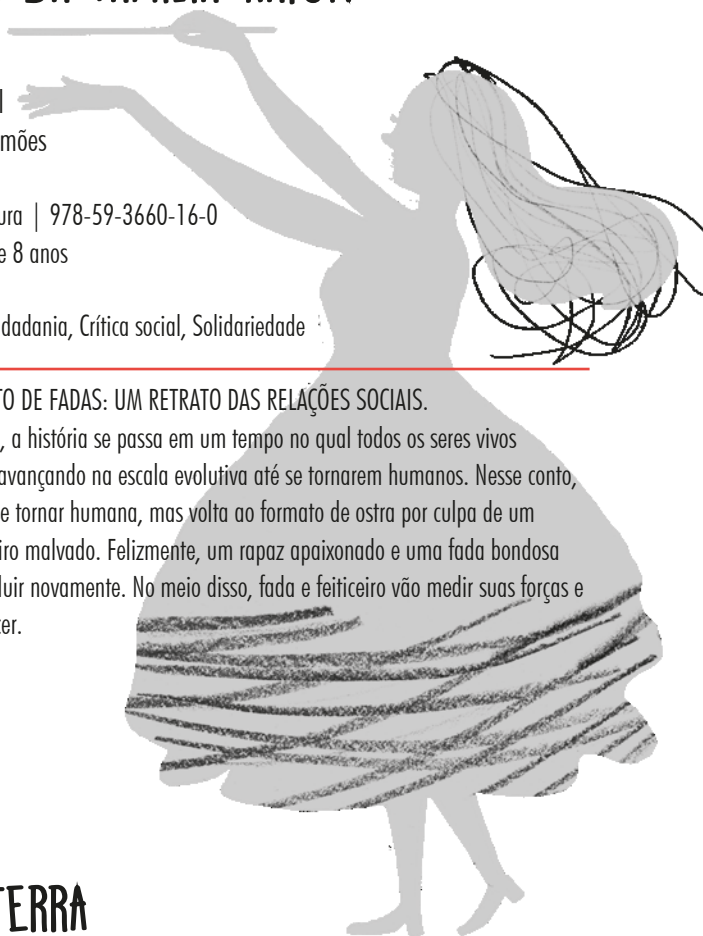 mões
ura | 978-59-3660-16-0
e 8 anos
dadania, Crítica social, Solidariedade
TO DE FADAS: UM RETRATO DAS RELAÇÕES SOCIAIS.
, a história se passa em um tempo no qual todos os seres vivos
avançando na escala evolutiva até se tornarem humanos. Nesse conto,
e tornar humana, mas volta ao formato de ostra por culpa de um
iro malvado. Felizmente, um rapaz apaixonado e uma fada bondosa
luir novamente. No meio disso, fada e feiticeiro vão medir suas forças e
zer.
TERRA